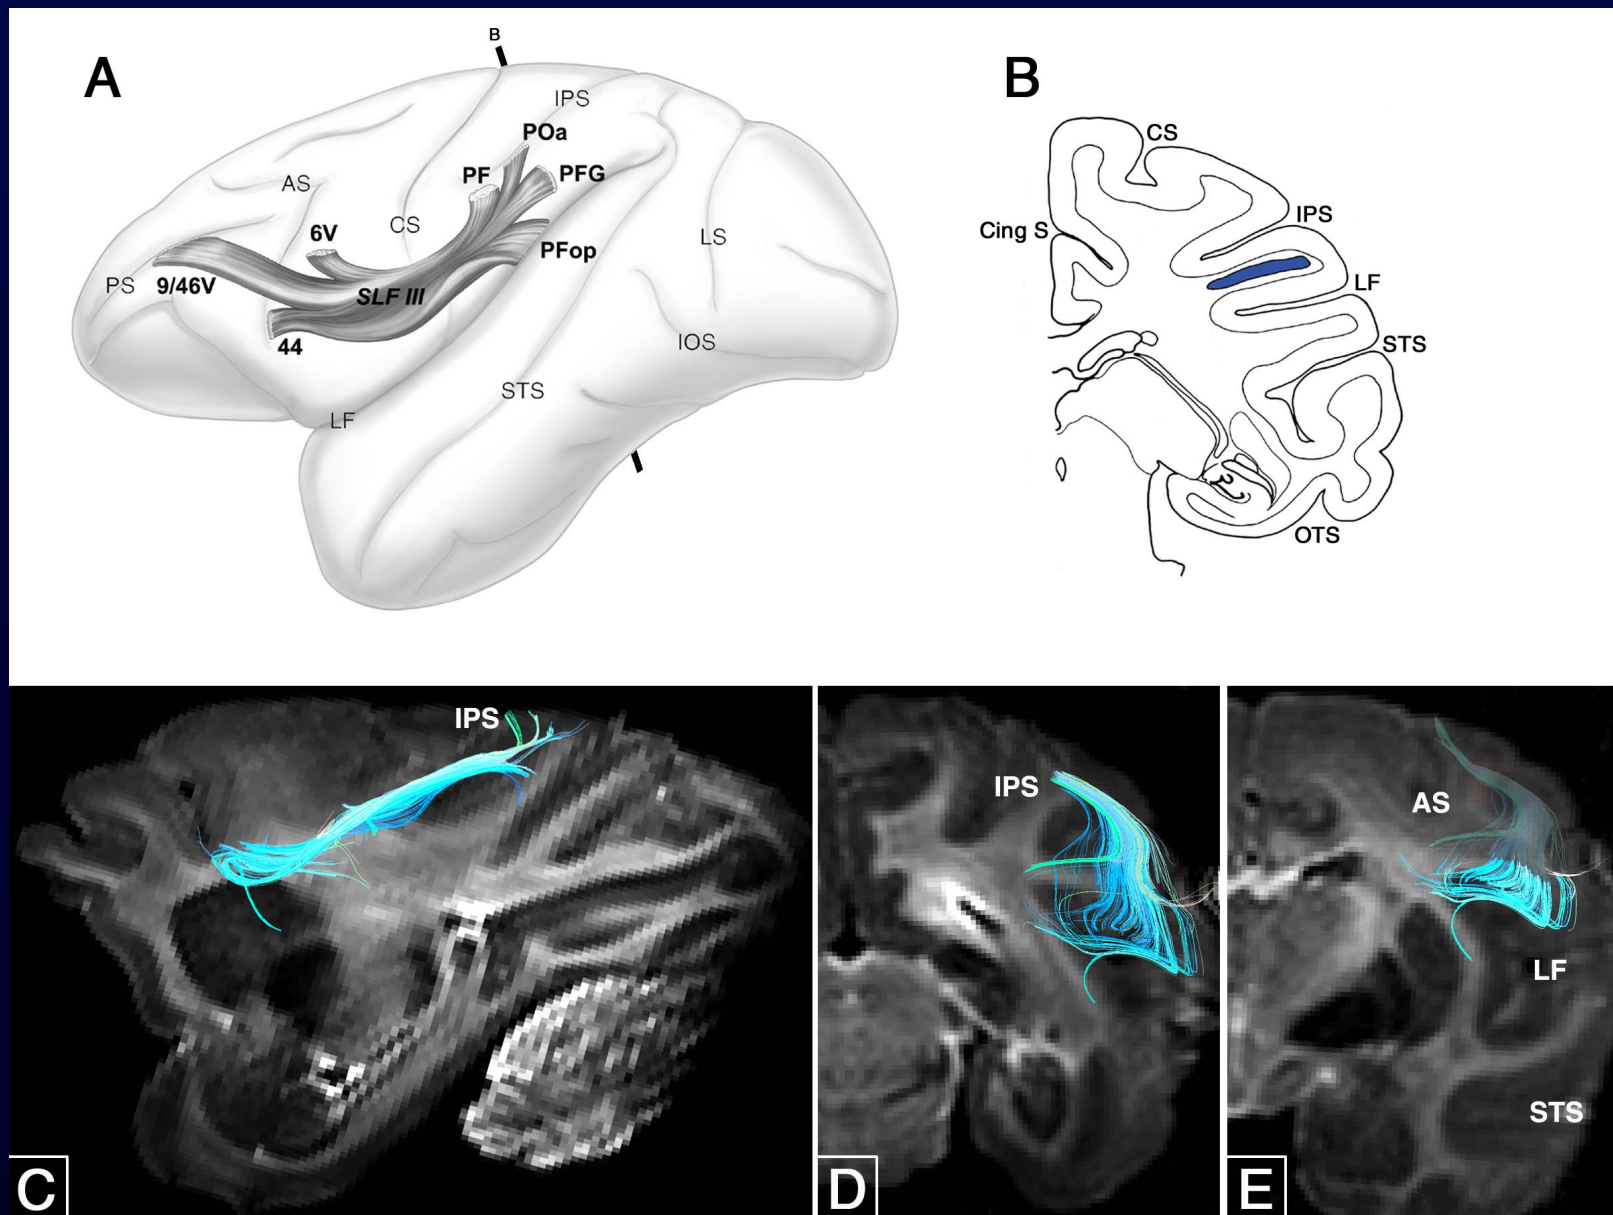 A
B
IPS
POa
PF
PFG
AS
CS
6V
PFop
LS
PS
9/46V
SLF III
44
IOS
STS
LF
B
CS
IPS
Cing S
LF
STS
OTS
IPS
C
IPS
D
AS
LF
STS
E